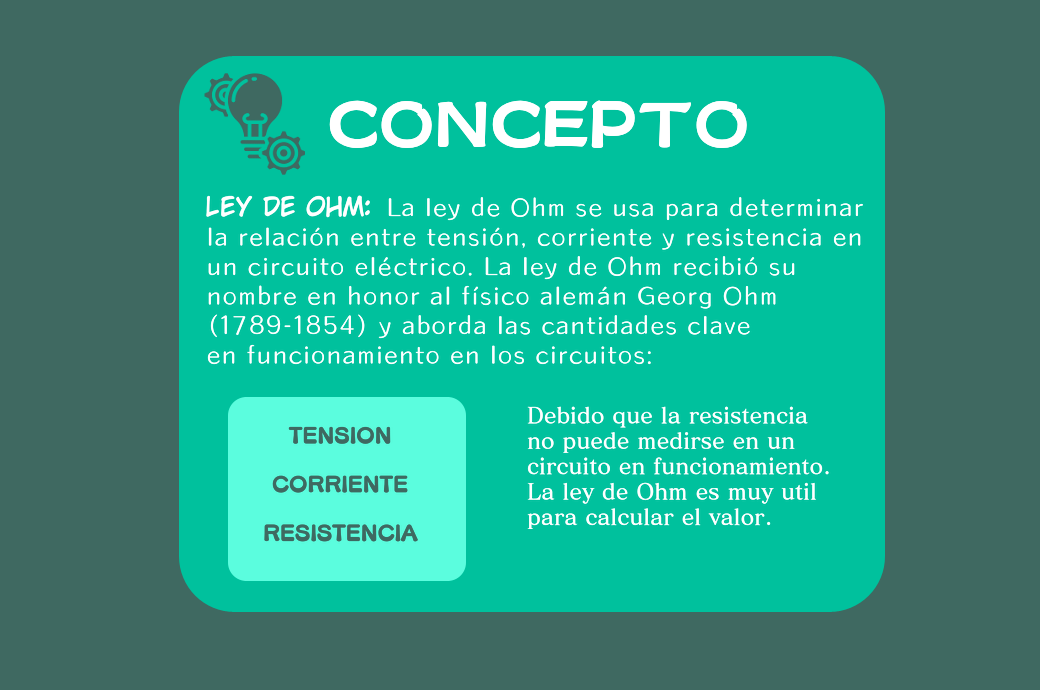 CONCEPTO
LEY DE OHM: La ley de Ohm se usa para determinar
la relación entre tensión, corriente y resistencia en
un circuito eléctrico. La ley de Ohm recibió su
nombre en honor al físico alemán Georg Ohm
(1789-1854) y aborda las cantidades clave
en funcionamiento en los circuitos:
TENSION
CORRIENTE
RESISTENCIA
Debido que la resistencia
no puede medirse en un
circuito en funcionamiento.
La ley de Ohm es muy util
para calcular el valor.